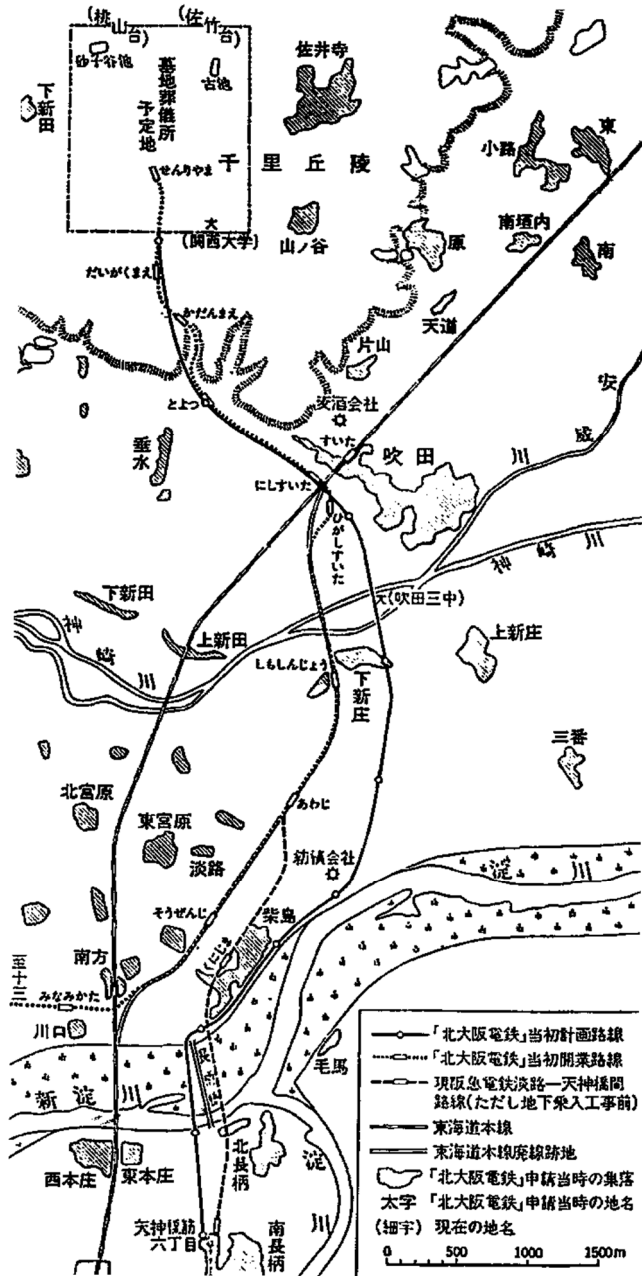 (桃山台)
(佐竹台)
砂子谷池
古池
下新田
墓地葬儀所
予定地
佐井寺
せんりやま
千里丘陵
小路
東
大
(関西大学)
山ノ谷
原
南垣内
南
だいがくまえ
天道
かだんまえ
片山
とよつ
すいた
安威川
垂水
吹田
にしすいた
ひがしすいた
神崎川
下新田
大(吹田三中)
神崎川
上新田
上新庄
しもしんじょう
下新庄
三番
北宮原
あわじ
東宮原
淡路
淀川
そうぜんじ
柴島
くにじま
南方
至十三
みなみかた
川口
毛馬
新淀川
長柄
北長柄
淀川
西本庄
東本庄
天神橋筋
六丁目
南長柄
「北大阪電鉄」当初計画路線
「北大阪電鉄」当初開業路線
現阪急電鉄淡路―天神橋間
路線(ただし地下乗入工事前)
東海道本線
東海道本線廃線跡地
「北大阪電鉄」申請当時の集落
太字 「北大阪電鉄」申請当時の地名
(細字) 現在の地名
0 500 1000 1500m